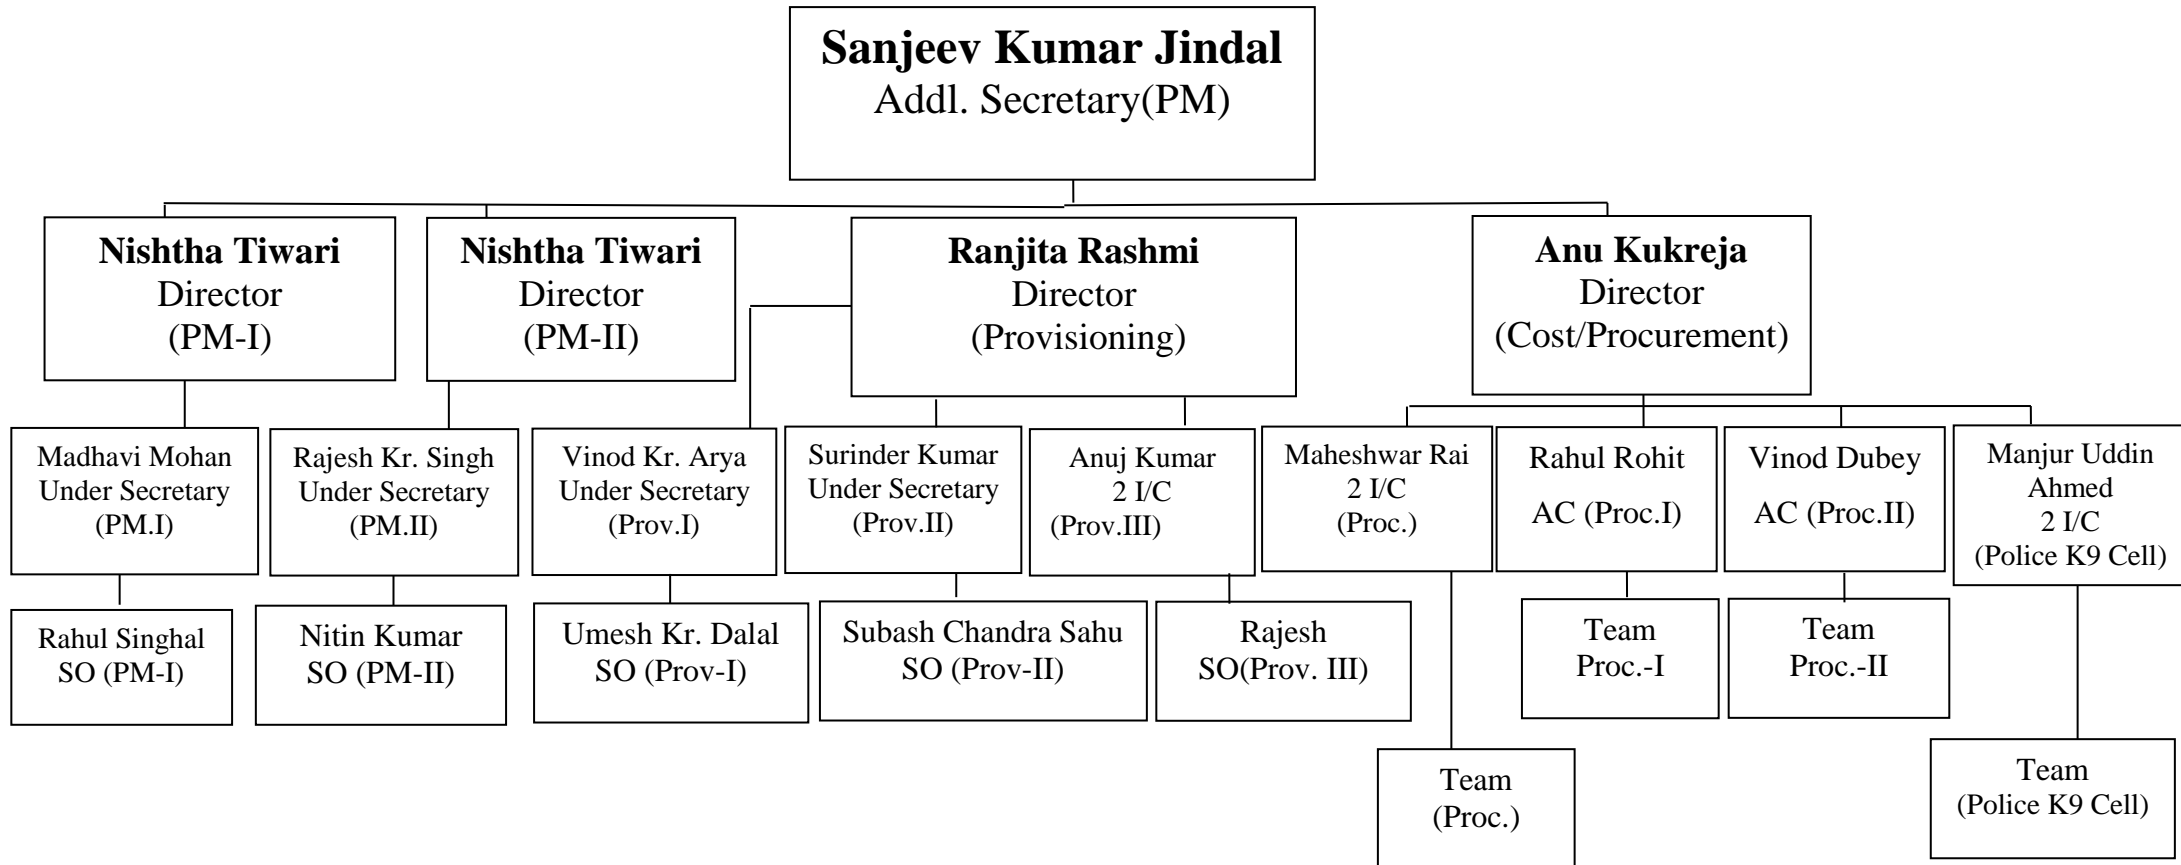 Sanjeev Kumar Jindal
Addl. Secretary(PM)
Nishtha Tiwari
Director
(PM-I)
Nishtha Tiwari
Director
(PM-II)
Ranjita Rashmi
Director
(Provisioning)
Anu Kukreja
Director
(Cost/Procurement)
Madhavi Mohan
Under Secretary
(PM.I)
Rajesh Kr. Singh
Under Secretary
(PM.II)
Vinod Kr. Arya
Under Secretary
(Prov.I)
Surinder Kumar
Under Secretary
(Prov.II)
Anuj Kumar
2 I/C
(Prov.III)
Maheshwar Rai
2 I/C
(Proc.)
Rahul Rohit
AC (Proc.I)
Vinod Dubey
AC (Proc.II)
Manjur Uddin
Ahmed
2 I/C
(Police K9 Cell)
Rahul Singhal
SO (PM-I)
Nitin Kumar
SO (PM-II)
Umesh Kr. Dalal
SO (Prov-I)
Subash Chandra Sahu
SO (Prov-II)
Rajesh
SO(Prov. III)
Team
Proc.-I
Team
Proc.-II
Team
(Proc.)
Team
(Police K9 Cell)